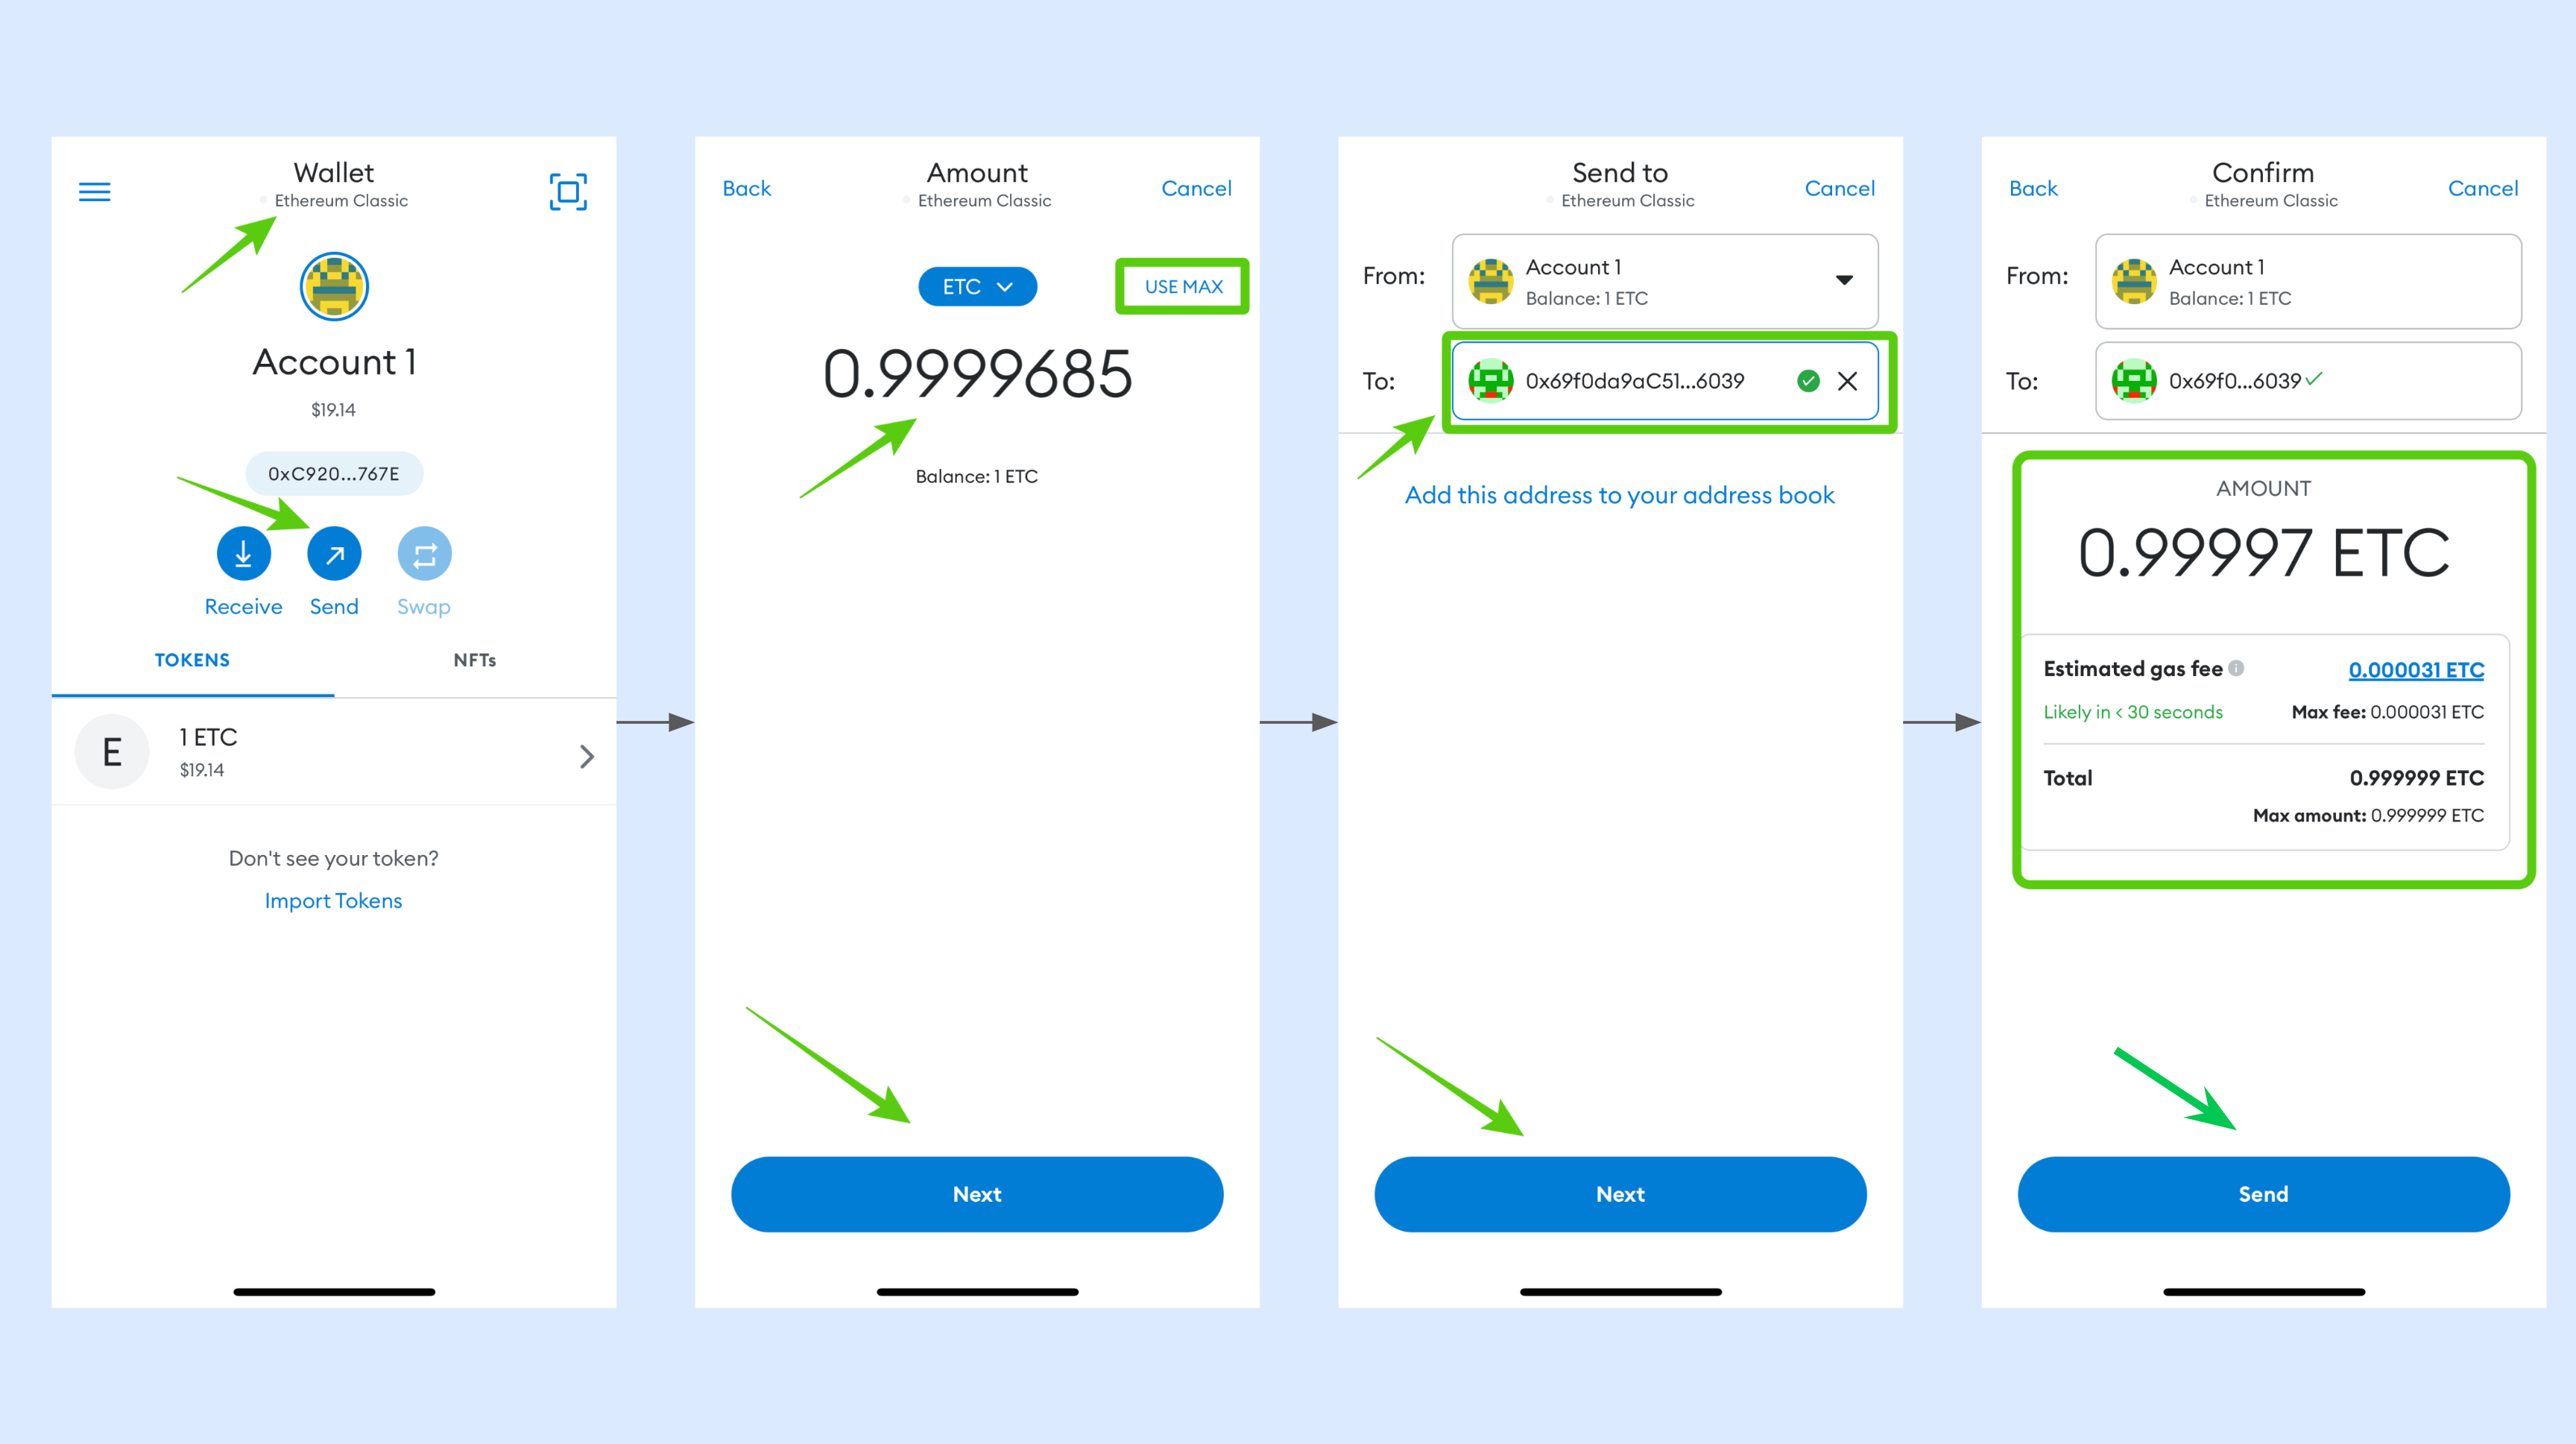 Wallet
Ethereum Classic
Account 1
$19.14
0xC920...767E
Receive
Send
Swap
TOKENS
NFTs
E
1 ETC
$19.14
Don't see your token?
Import Tokens
Back
Amount
Ethereum Classic
Cancel
ETC
USE MAX
0.9999685
Balance: 1 ETC
Next
Send to
Ethereum Classic
Cancel
From:
Account 1
Balance: 1 ETC
To:
0x69f0da9aC51...6039
Add this address to your address book
Next
Back
Confirm
Ethereum Classic
Cancel
From:
Account 1
Balance: 1 ETC
To:
0x69f0...6039
AMOUNT
0.99997 ETC
Estimated gas fee
0.000031 ETC
Likely in < 30 seconds
Max fee: 0.000031 ETC
Total
0.999999 ETC
Max amount: 0.999999 ETC
Send